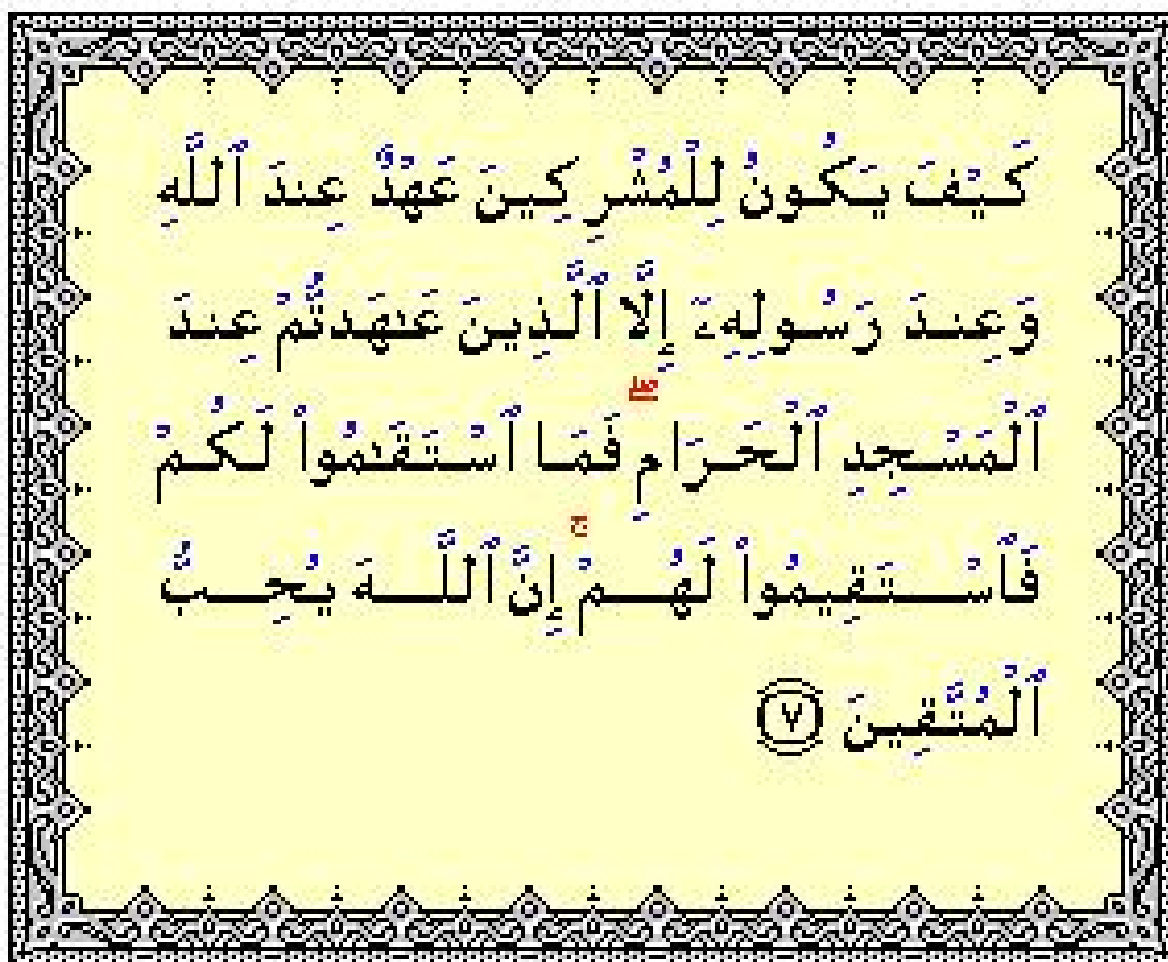 كَيْفَ يَكُونُ لِلْمُشْرِكِينَ عَهْدٌ عِندَ ٱللَّهِ
وَعِندَ رَسُولِهِۦٓ إِلَّا ٱلَّذِينَ عَـٰهَدتُّمْ عِندَ
ٱلْمَسْجِدِ ٱلْحَرَامِ ۖ فَمَا ٱسْتَقَـٰمُوا۟ لَكُمْ
فَٱسْتَقِيمُوا۟ لَهُمْ ۚ إِنَّ ٱللَّهَ يُحِبُّ
ٱلْمُتَّقِينَ ٧